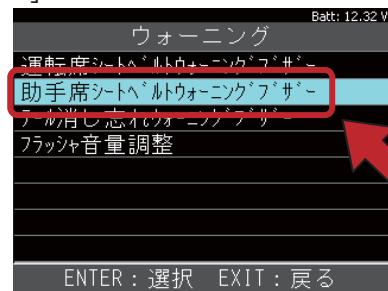 Batt: 12.32 V
ウォーニング
運転席ｼｰﾄﾍﾞﾙﾄｳｫｰﾆﾝｸﾞﾌﾞｻﾞｰ
助手席ｼｰﾄﾍﾞﾙﾄｳｫｰﾆﾝｸﾞﾌﾞｻﾞｰ
ﾃｰﾙ消し忘れｳｫｰﾆﾝｸﾞﾌﾞｻﾞｰ
ﾌﾗｯｼｬ音量調整
ENTER：選択 EXIT：戻る